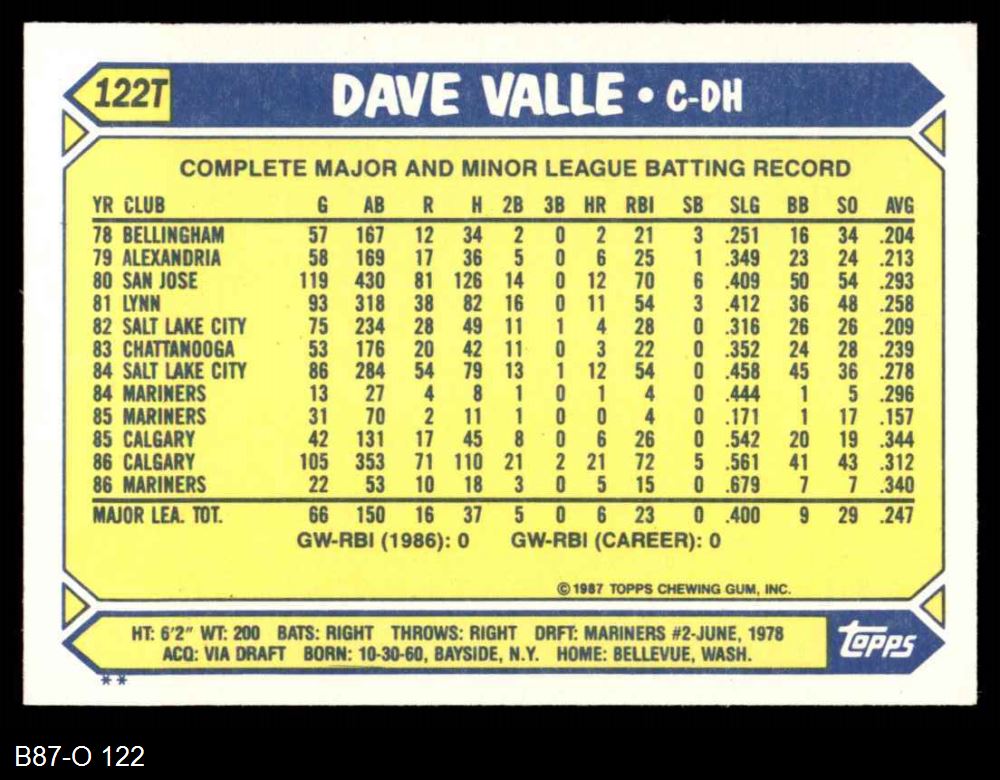 122T DAVE VALLE • C-DH
COMPLETE MAJOR AND MINOR LEAGUE BATTING RECORD
YR CLUB G AB R H 2B 3B HR RBI SB SLG BB SO AVG
78 BELLINGHAM 57 167 12 34 2 0 2 21 3 .251 16 34 .204
79 ALEXANDRIA 58 169 17 36 5 0 6 25 1 .349 23 24 .213
80 SAN JOSE 119 430 81 126 14 0 12 70 6 .409 50 54 .293
81 LYNN 93 318 38 82 16 0 11 54 3 .412 36 48 .258
82 SALT LAKE CITY 75 234 28 49 11 1 4 28 0 .316 26 26 .209
83 CHATTANOOGA 53 176 20 42 11 0 3 22 0 .352 24 28 .239
84 SALT LAKE CITY 86 284 54 79 13 1 12 54 0 .458 45 36 .278
84 MARINERS 13 27 4 8 1 0 1 4 0 .444 1 5 .296
85 MARINERS 31 70 2 11 1 0 0 4 0 .171 1 17 .157
85 CALGARY 42 131 17 45 8 0 6 26 0 .542 20 19 .344
86 CALGARY 105 353 71 110 21 2 21 72 5 .561 41 43 .312
86 MARINERS 22 53 10 18 3 0 5 15 0 .679 7 7 .340
MAJOR LEA. TOT. 66 150 16 37 5 0 6 23 0 .400 9 29 .247
GW-RBI (1986): 0 GW-RBI (CAREER): 0
© 1987 TOPPS CHEWING GUM, INC.
HT: 6'2" WT: 200 BATS: RIGHT THROWS: RIGHT DRFT: MARINERS #2-JUNE, 1978
ACQ: VIA DRAFT BORN: 10-30-60, BAYSIDE, N.Y. HOME: BELLEVUE, WASH.
topps
**
B87-O 122